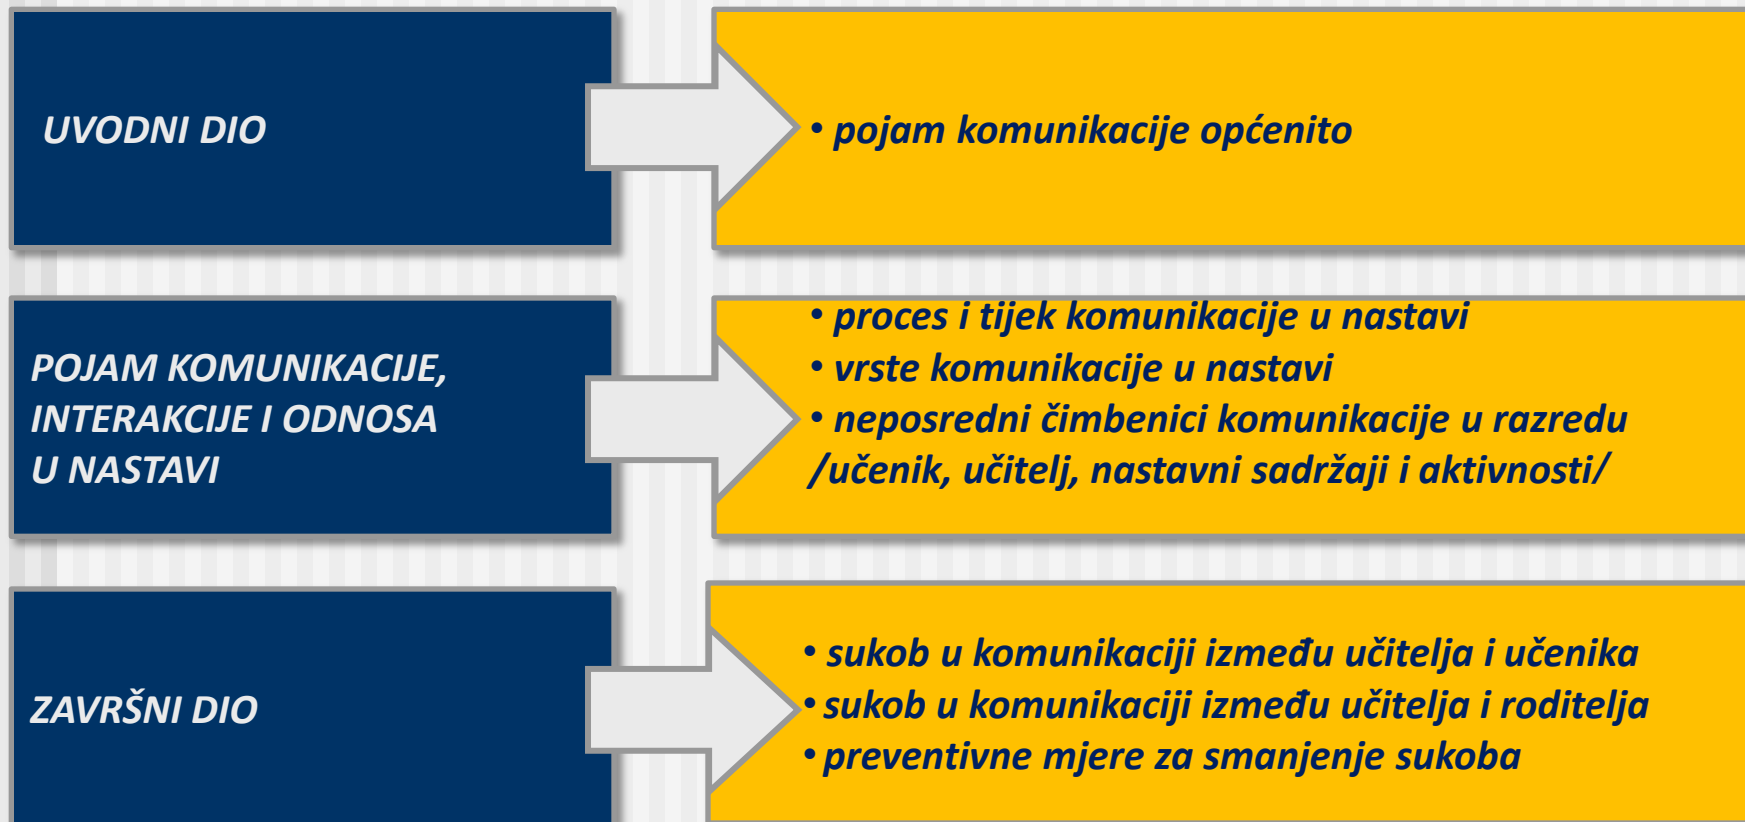 UVODNI DIO
• pojam komunikacije općenito
POJAM KOMUNIKACIJE,
INTERAKCIJE I ODNOSA
U NASTAVI
• proces i tijek komunikacije u nastavi
• vrste komunikacije u nastavi
• neposredni čimbenici komunikacije u razredu
/učenik, učitelj, nastavni sadržaji i aktivnosti/
ZAVRŠNI DIO
• sukob u komunikaciji između učitelja i učenika
• sukob u komunikaciji između učitelja i roditelja
• preventivne mjere za smanjenje sukoba